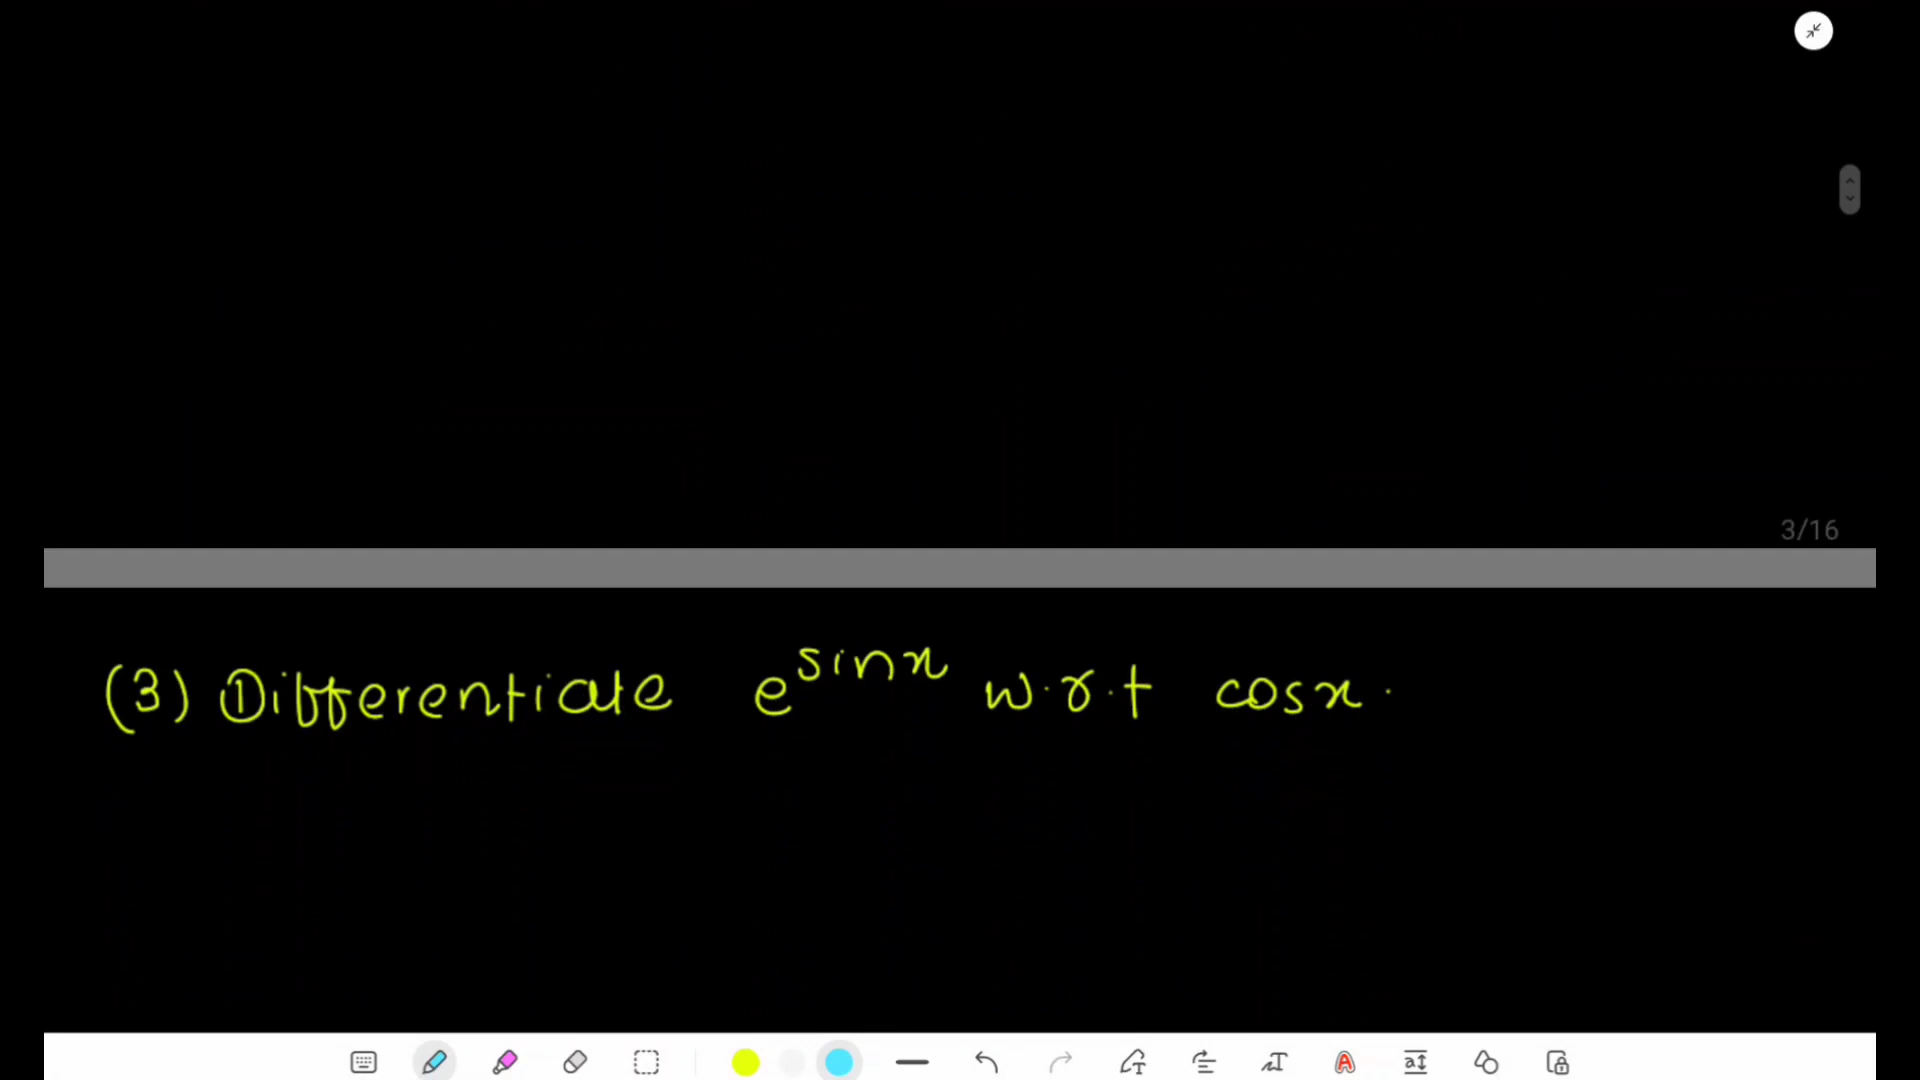 3/16
(3) Differentiate e^sinx w.r.t cosx.